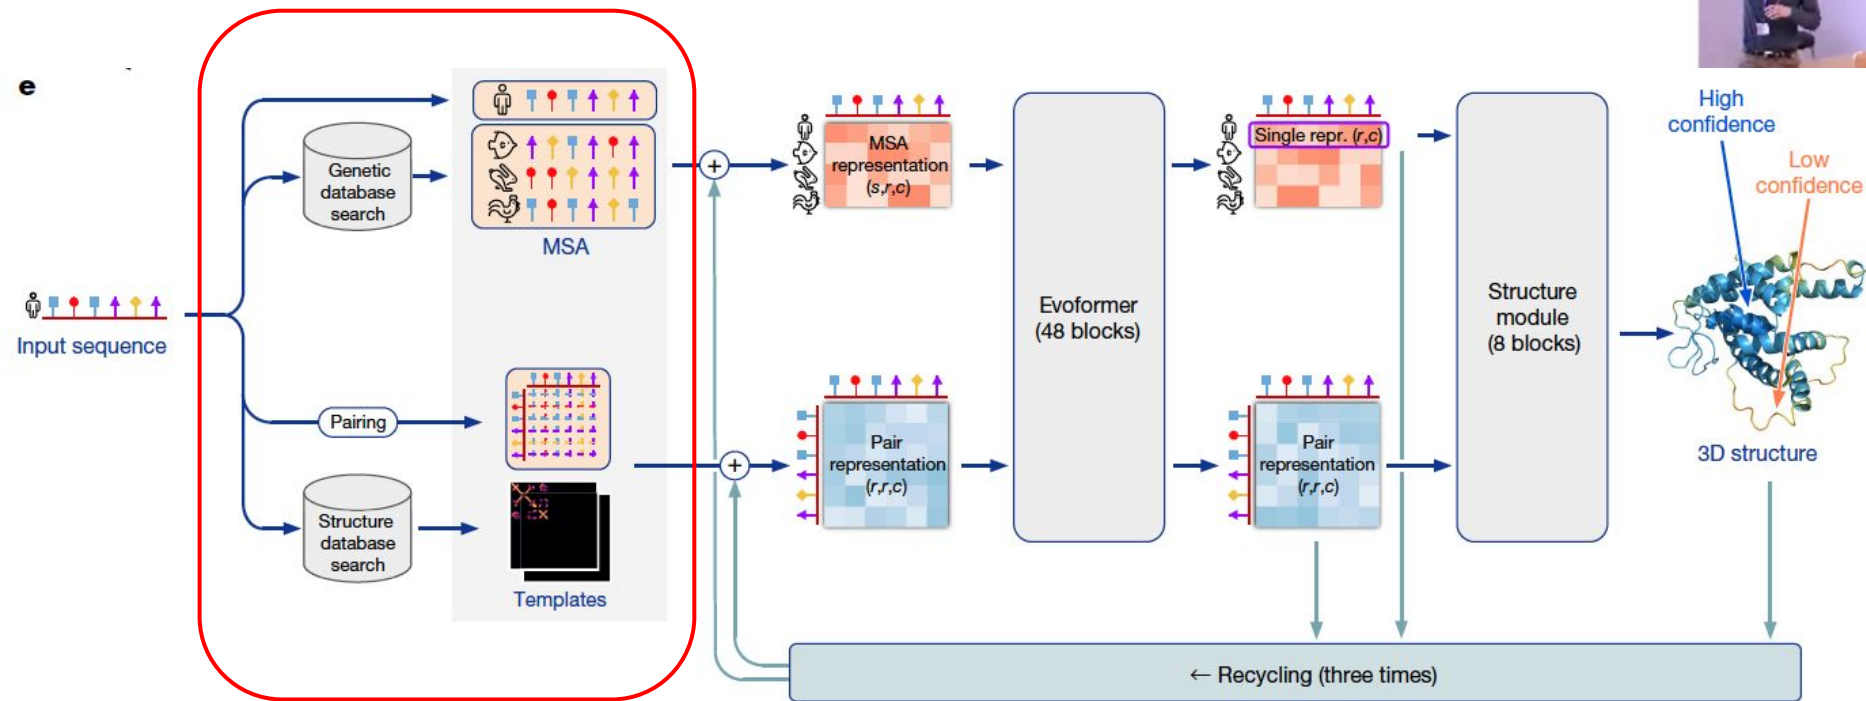 e
Input sequence
Genetic
database
search
MSA
Pairing
Structure
database
search
Templates
+
+
MSA
representation
(s,r,c)
Pair
representation
(r,r,c)
Evoformer
(48 blocks)
Single repr. (r,c)
Pair
representation
(r,r,c)
Structure
module
(8 blocks)
High
confidence
Low
confidence
3D structure
← Recycling (three times)